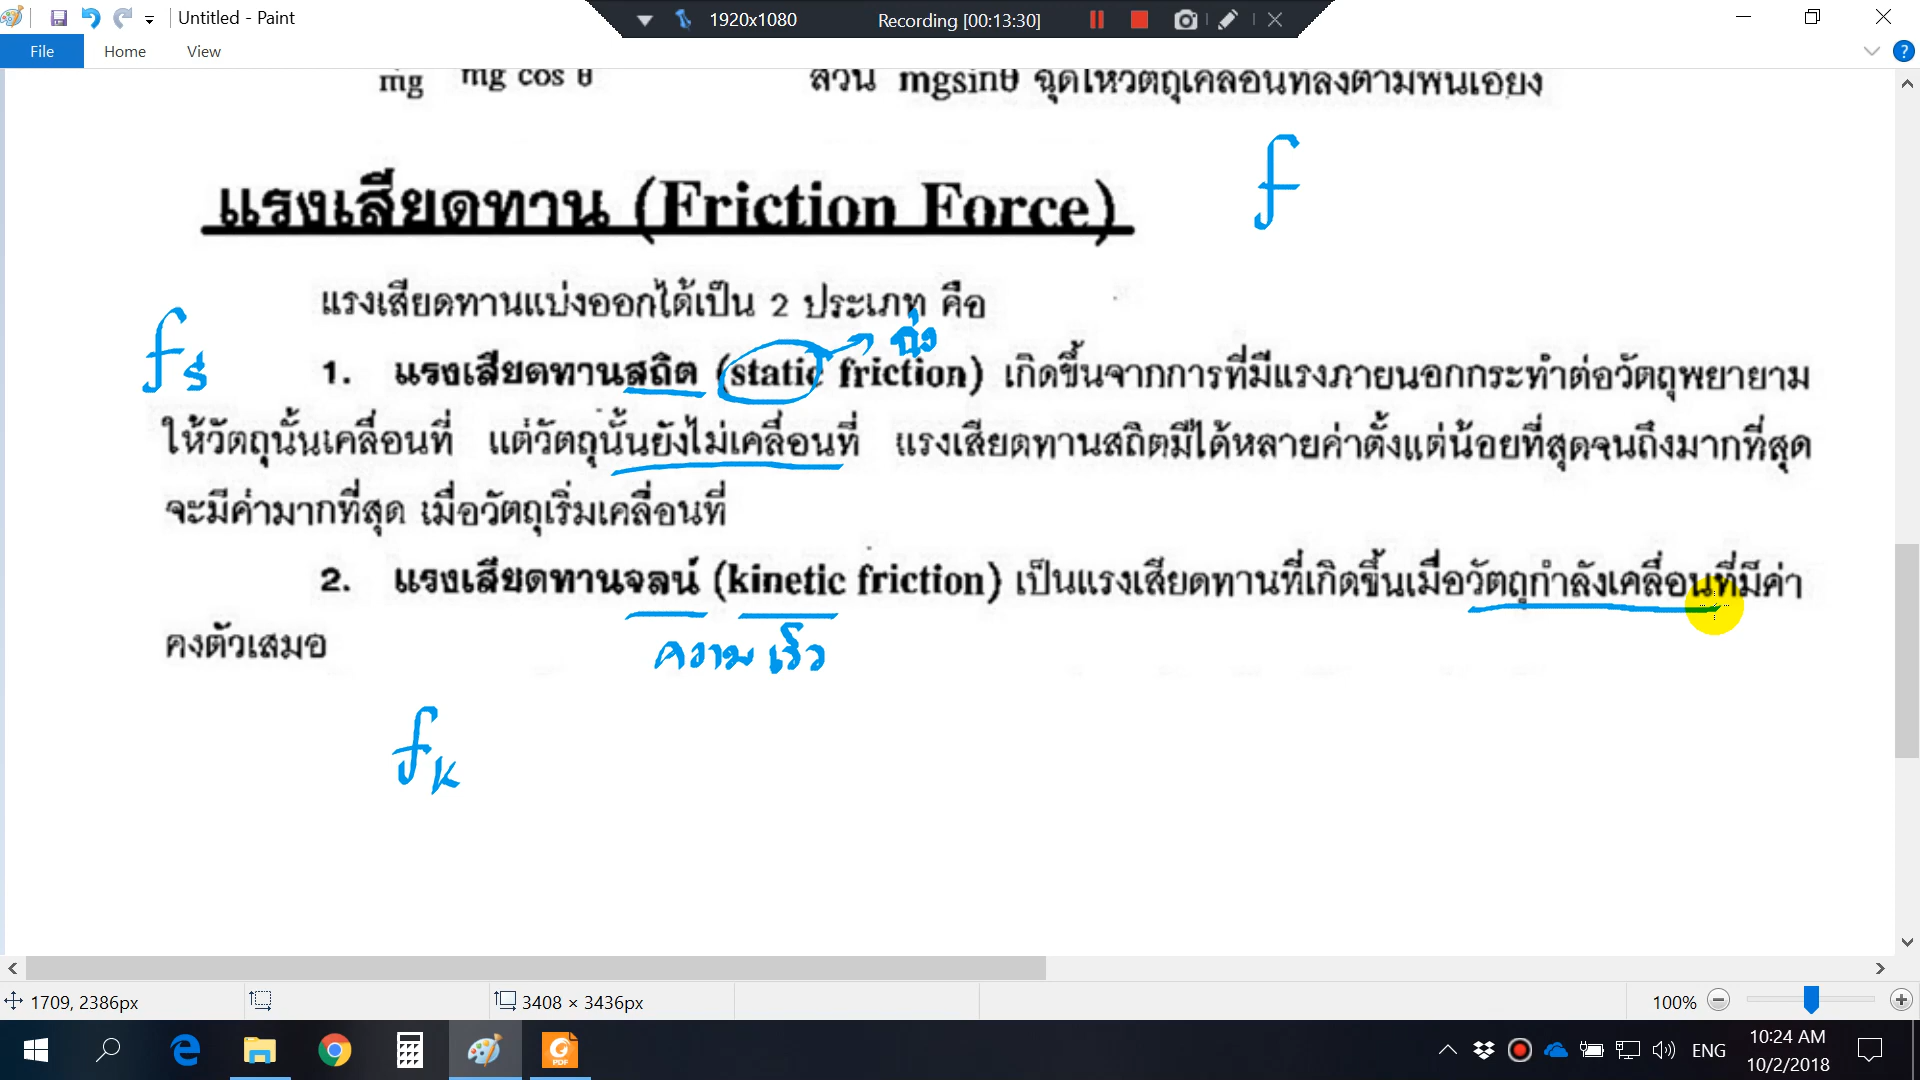 Untitled - Paint
1920x1080
Recording [00:13:30]
File
Home
View
mg
mg cos θ
ส่วน mgsinθ ฉุดให้วัตถุเคลื่อนที่ลงตามพื้นเอียง
f
แรงเสียดทาน (Friction Force)
แรงเสียดทานแบ่งออกได้เป็น 2 ประเภท คือ
fs
นิ่ง
1. แรงเสียดทานสถิต (static friction) เกิดขึ้นจากการที่มีแรงภายนอกกระทำต่อวัตถุพยายาม
ให้วัตถุนั้นเคลื่อนที่ แต่วัตถุนั้นยังไม่เคลื่อนที่ แรงเสียดทานสถิตมีได้หลายค่าตั้งแต่น้อยที่สุดจนถึงมากที่สุด
จะมีค่ามากที่สุด เมื่อวัตถุเริ่มเคลื่อนที่
2. แรงเสียดทานจลน์ (kinetic friction) เป็นแรงเสียดทานที่เกิดขึ้นเมื่อวัตถุกำลังเคลื่อนที่มีค่า
คงตัวเสมอ
ความเร็ว
fk
1709, 2386px
3408 × 3436px
100%
PDF
ENG
10:24 AM
10/2/2018